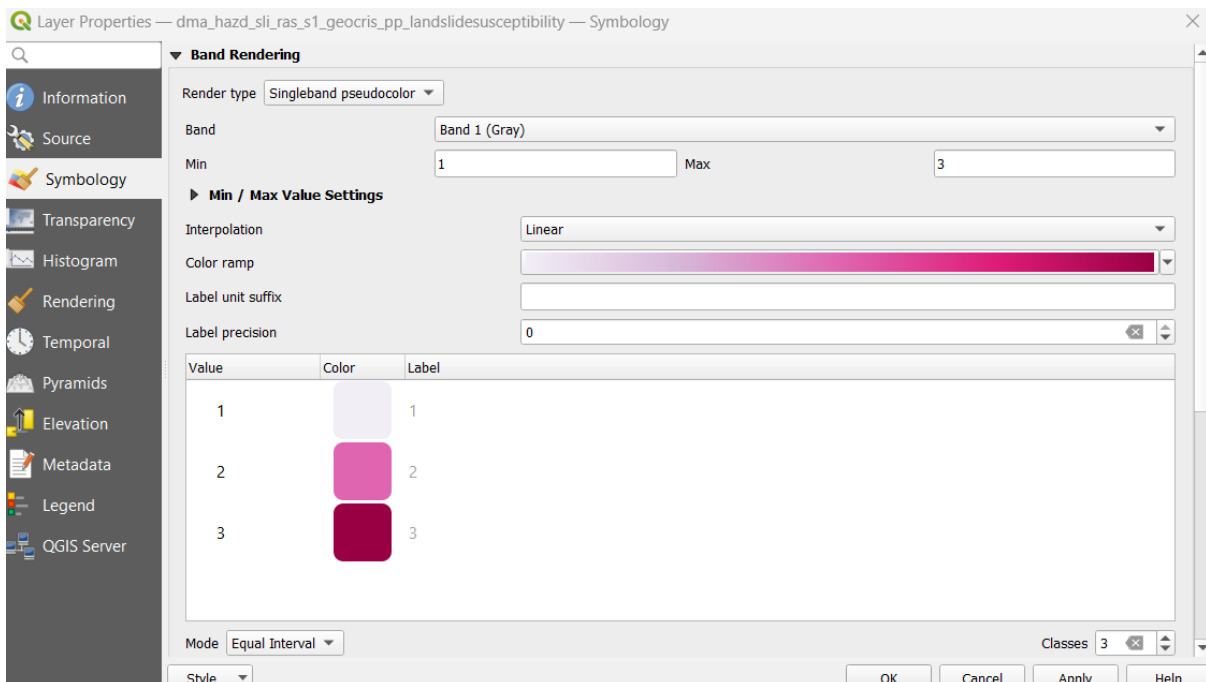 Layer Properties — dma_hazd_sli_ras_s1_geocris_pp_landslidesusceptibility — Symbology
Information
Source
Symbology
Transparency
Histogram
Rendering
Temporal
Pyramids
Elevation
Metadata
Legend
QGIS Server
Band Rendering
Render type Singleband pseudocolor
Band Band 1 (Gray)
Min 1 Max 3
Min / Max Value Settings
Interpolation Linear
Color ramp
Label unit suffix
Label precision 0
Value Color Label
1 1
2 2
3 3
Mode Equal Interval Classes 3
Style OK Cancel Apply Help